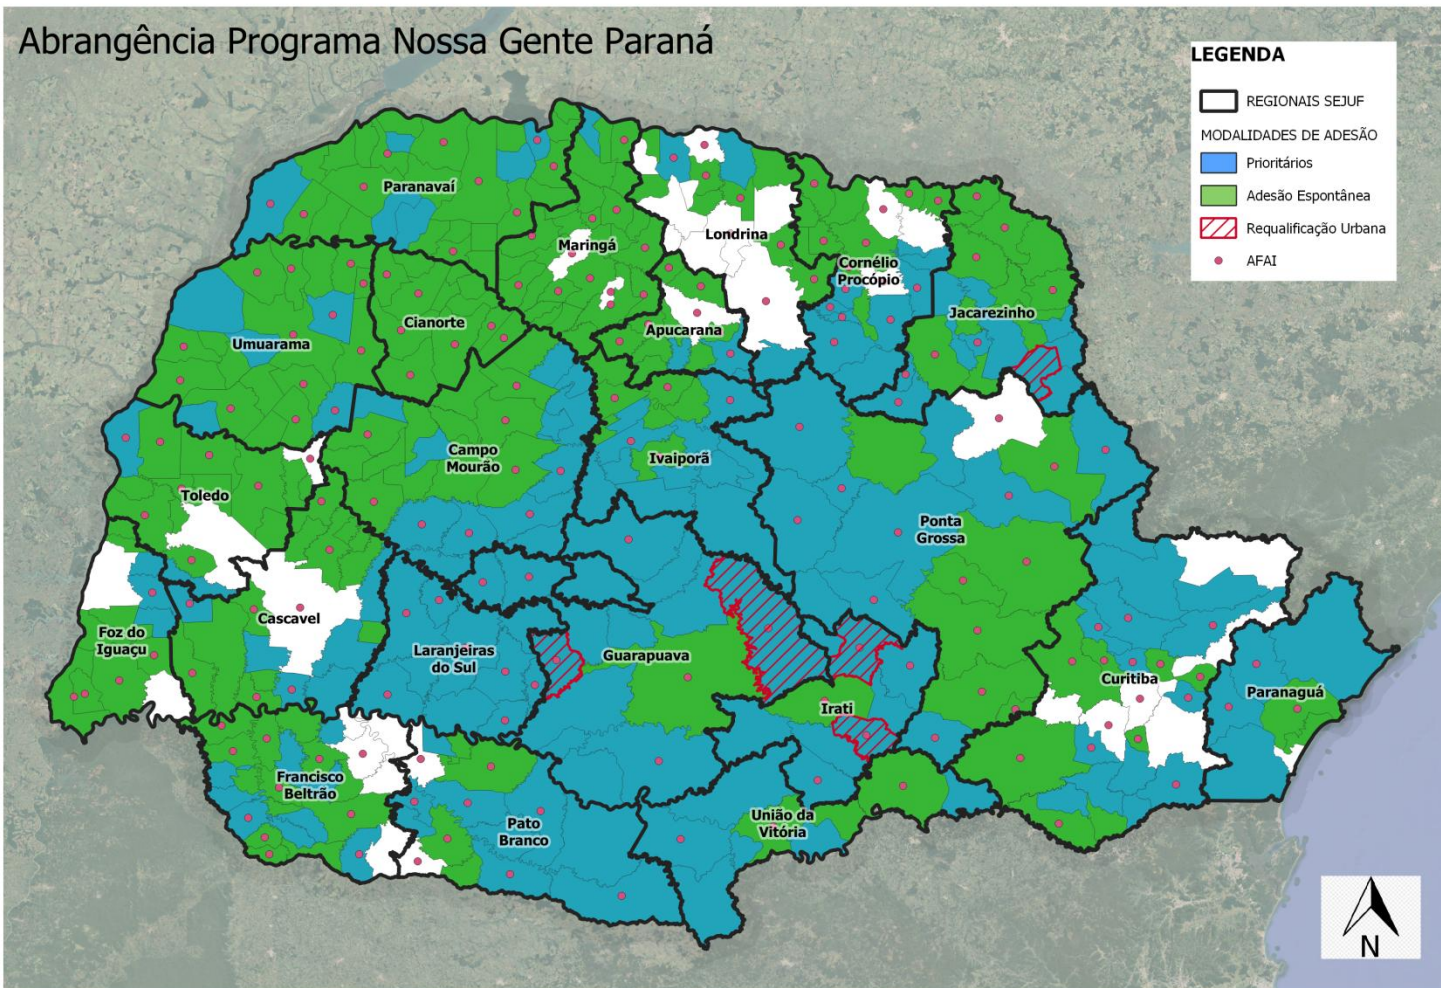 Abrangência Programa Nossa Gente Paraná
LEGENDA
REGIONAIS SEJUF
MODALIDADES DE ADESÃO
Prioritários
Adesão Espontânea
Requalificação Urbana
AFAI
Paranavaí
Maringá
Londrina
Cornélio
Procópio
Jacarezinho
Umuarama
Cianorte
Apucarana
Campo
Mourão
Ivaiporã
Toledo
Ponta
Grossa
Cascavel
Foz do
Iguaçu
Laranjeiras
do Sul
Guarapuava
Irati
Curitiba
Paranaguá
Francisco
Beltrão
Pato
Branco
União da
Vitória
N